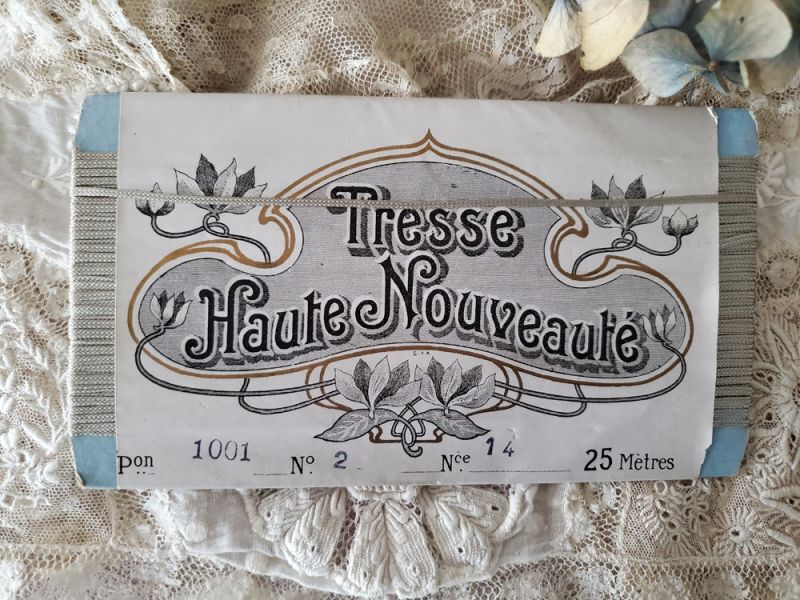 Tresse
Haute Nouveauté
Pon 1001 No 2 Nce 14 25 Mètres